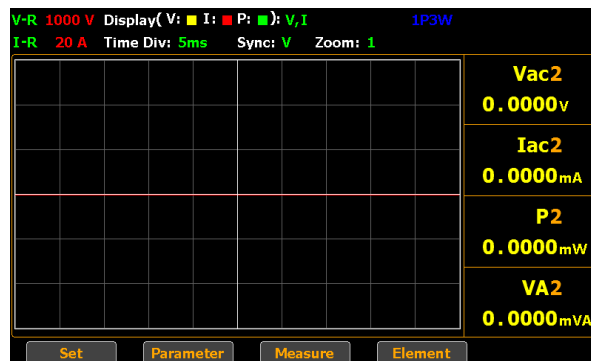 V-R 1000 V Display( V: I: P: ): V,I 1P3W
I-R 20 A Time Div: 5ms Sync: V Zoom: 1
Vac2
0.0000V
Iac2
0.0000mA
P2
0.0000mW
VA2
0.0000mVA
Set Parameter Measure Element